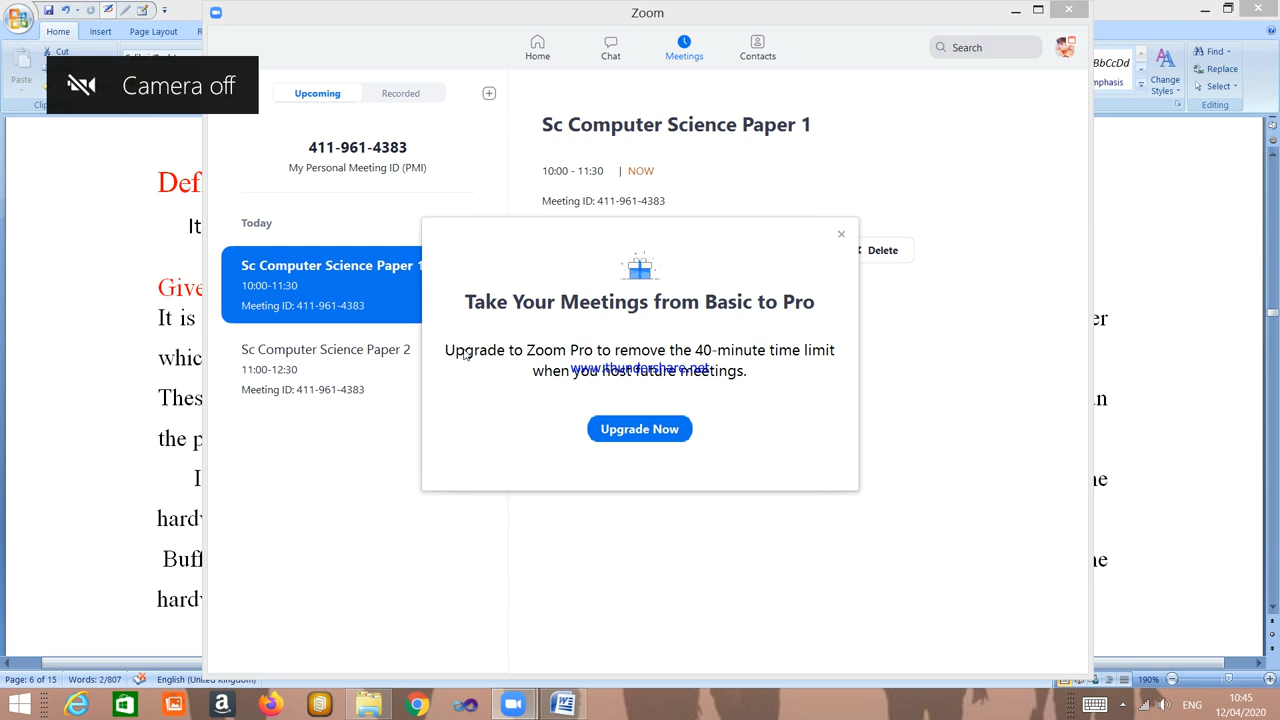 Zoom
Home
Insert
Page Layout
Cut
Paste
Camera off
Home
Chat
Meetings
Contacts
Search
BbCcDd
mphasis
Change
Styles
Find
Replace
Select
Editing
Upcoming
Recorded
411-961-4383
My Personal Meeting ID (PMI)
Today
Sc Computer Science Paper 1
10:00-11:30
Meeting ID: 411-961-4383
Sc Computer Science Paper 2
11:00-12:30
Meeting ID: 411-961-4383
Sc Computer Science Paper 1
10:00 - 11:30 | NOW
Meeting ID: 411-961-4383
Delete
Take Your Meetings from Basic to Pro
Upgrade to Zoom Pro to remove the 40-minute time limit
when you host future meetings.
www.ithundershare.net
Upgrade Now
It
Give
It is
whic
Thes
the p
hard
Buff
hard
Page: 6 of 15
Words: 2/807
190%
ENG
10:45
12/04/2020